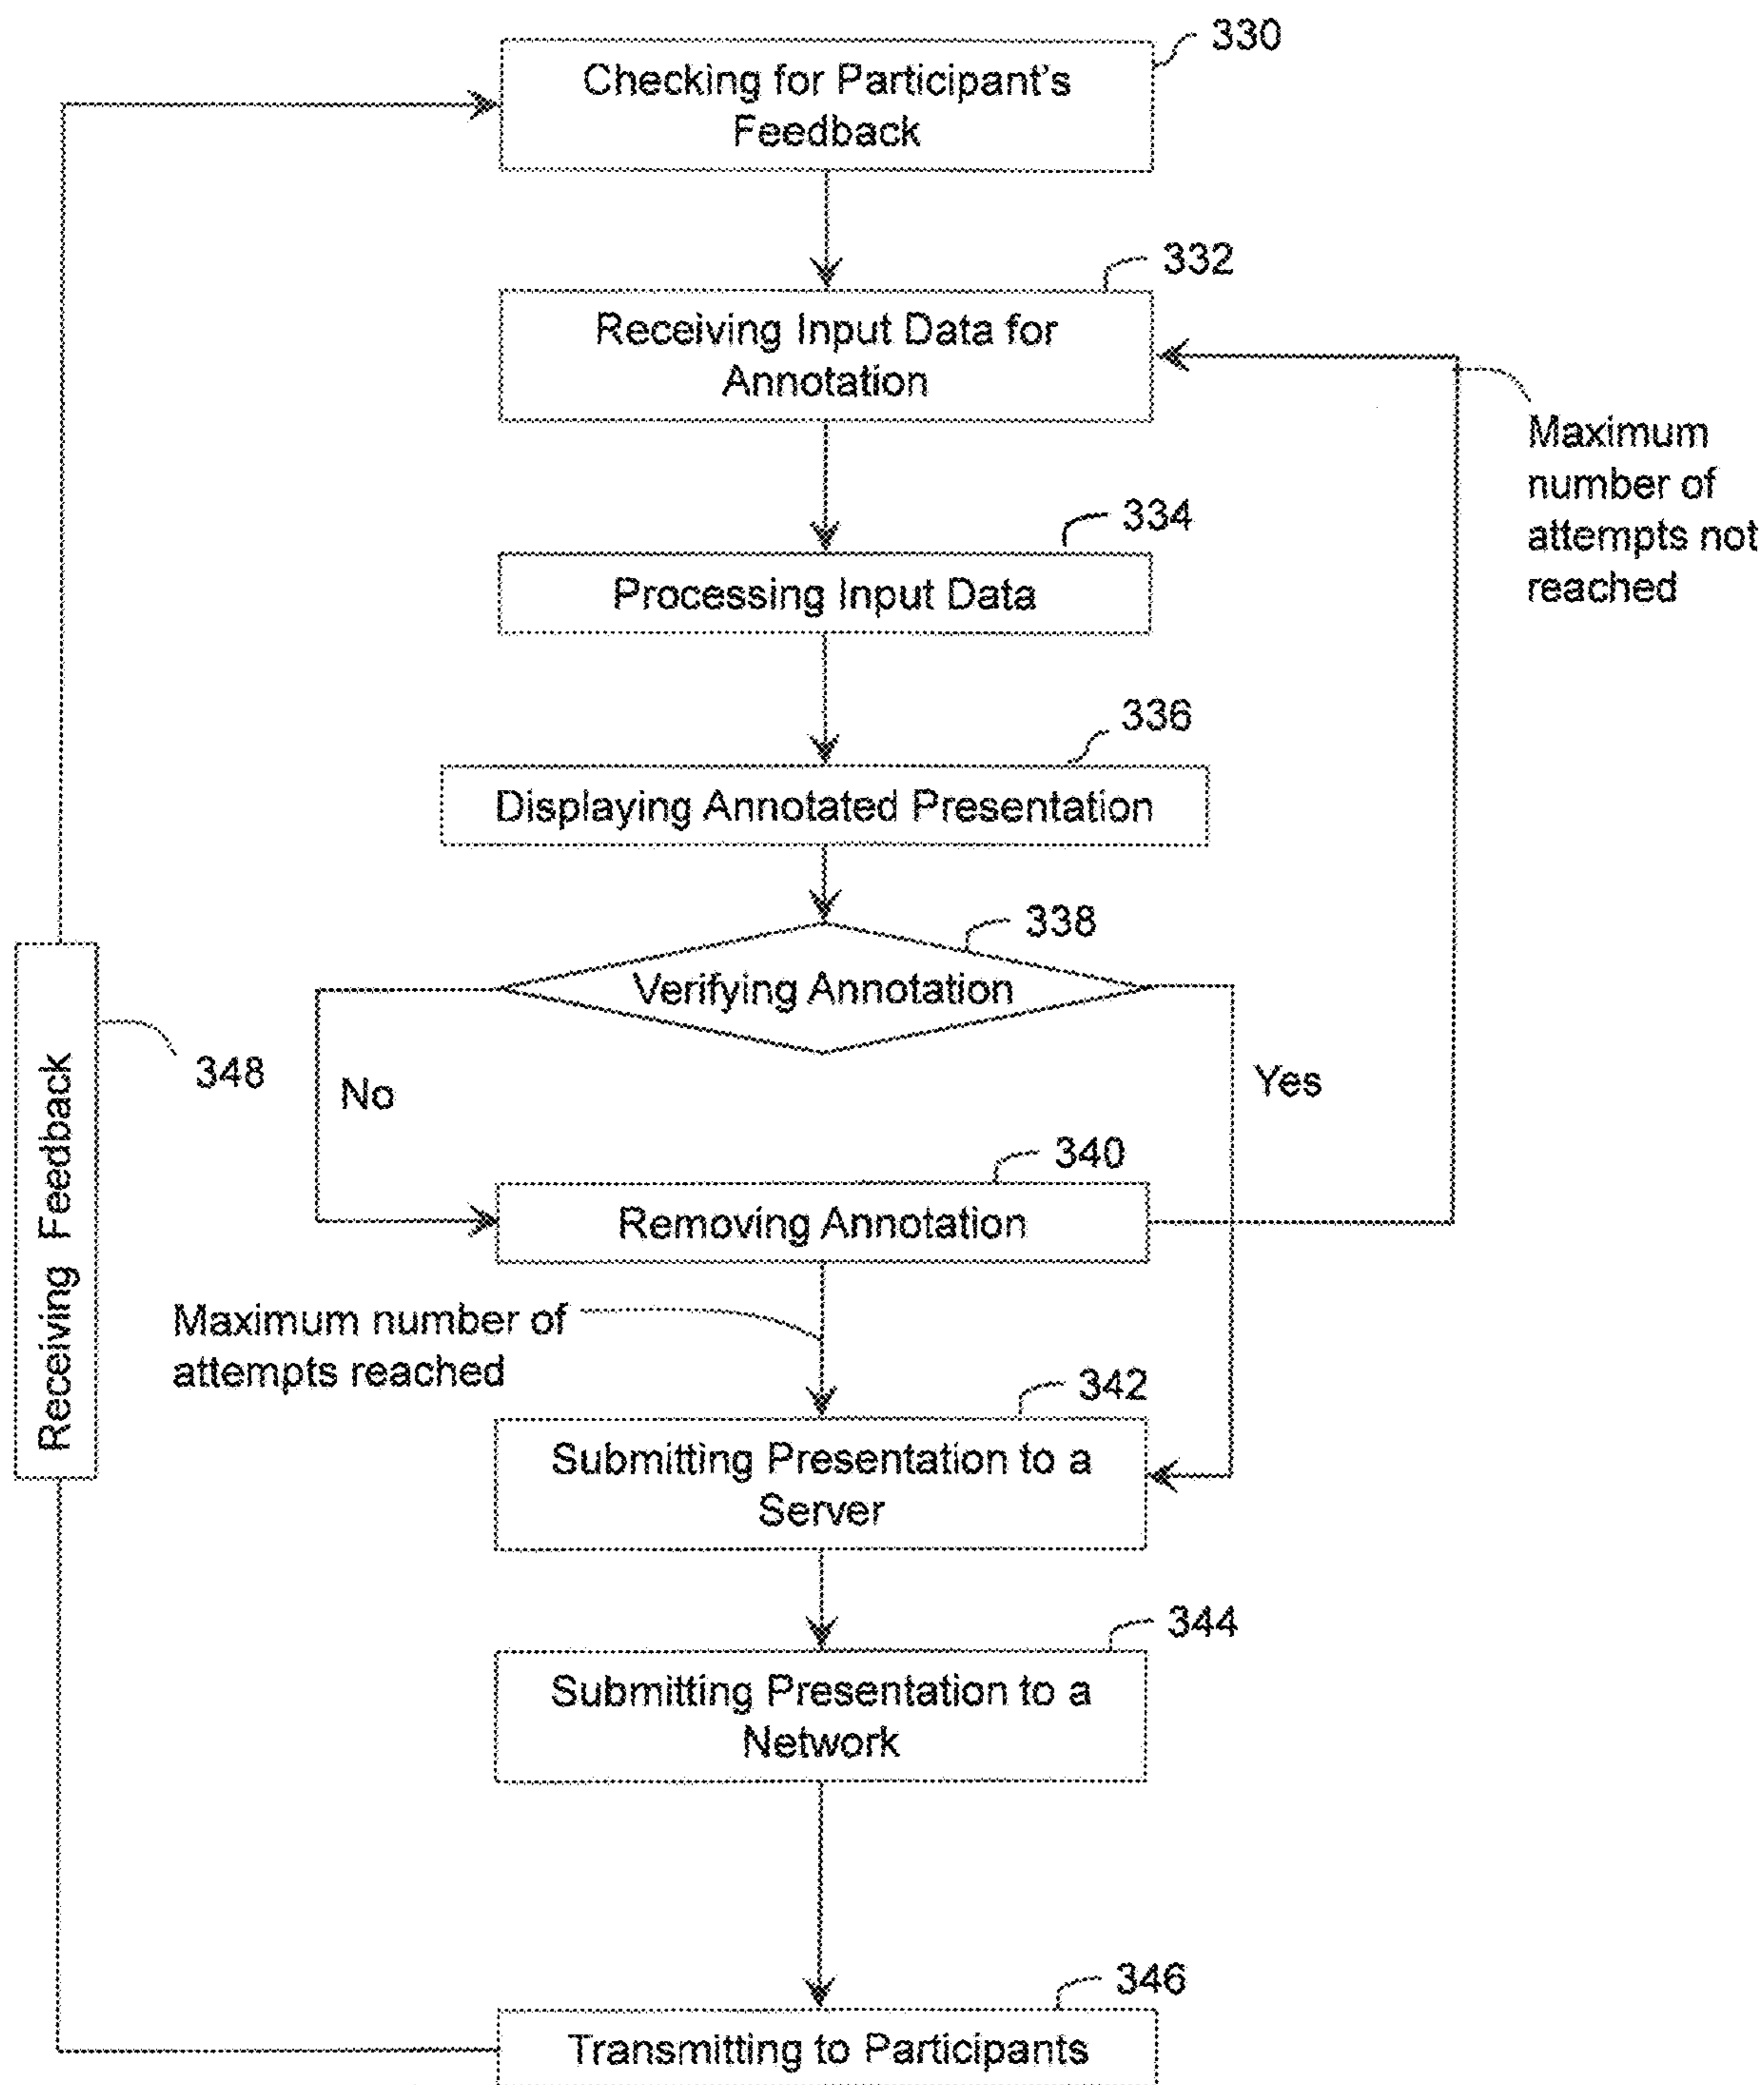 330
Checking for Participant's
Feedback
332
Receiving Input Data for
Annotation
Maximum
number of
attempts not
reached
334
Processing Input Data
336
Displaying Annotated Presentation
338
Verifying Annotation
Receiving Feedback
348
No
Yes
340
Removing Annotation
Maximum number of
attempts reached
342
Submitting Presentation to a
Server
344
Submitting Presentation to a
Network
346
Transmitting to Participants